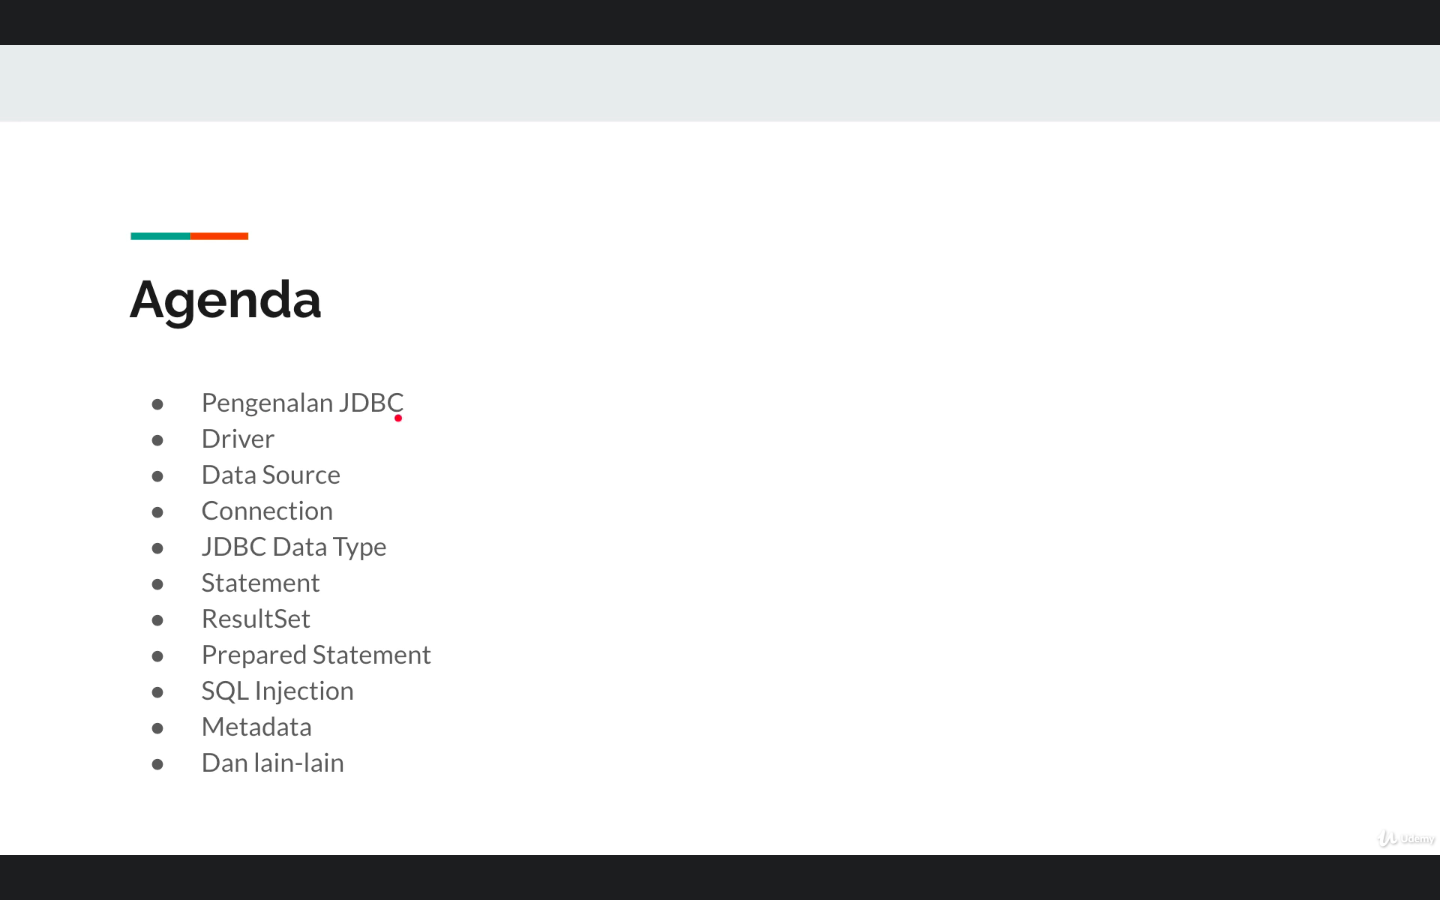 Agenda
● Pengenalan JDBC
● Driver
● Data Source
● Connection
● JDBC Data Type
● Statement
● ResultSet
● Prepared Statement
● SQL Injection
● Metadata
● Dan lain-lain
Udemy